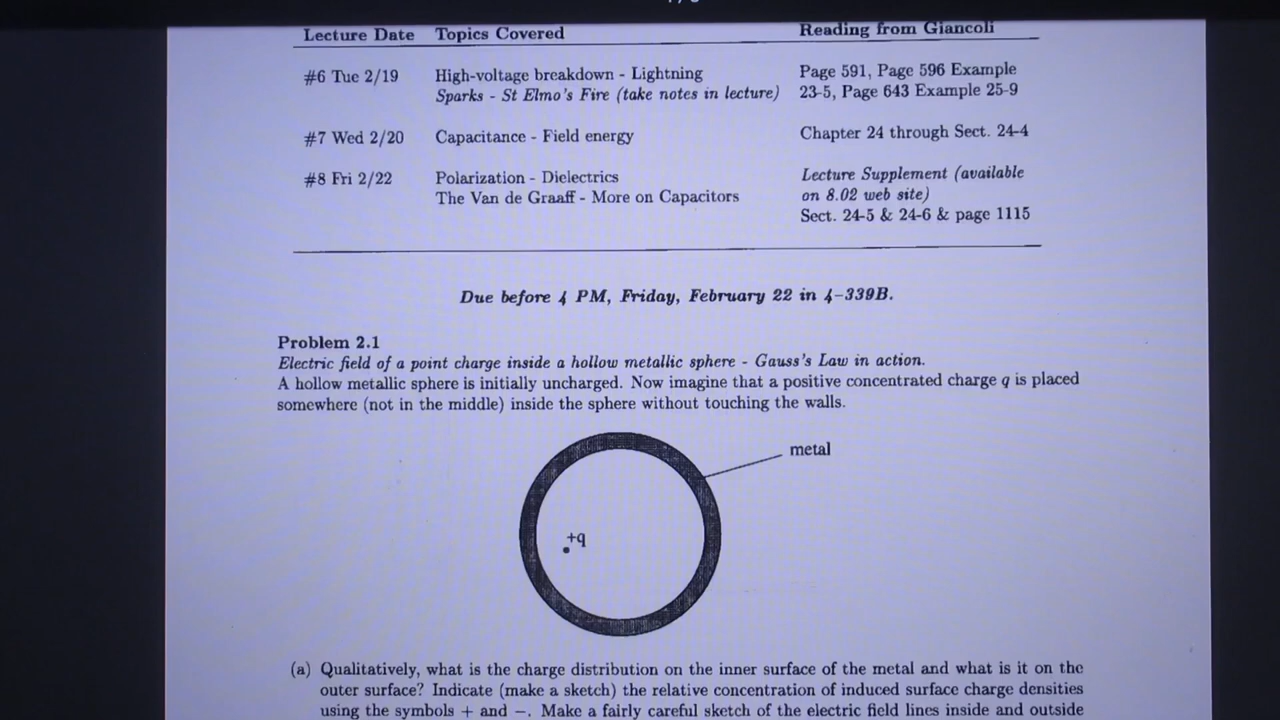 Lecture Date Topics Covered Reading from Giancoli
#6 Tue 2/19 High-voltage breakdown - Lightning Page 591, Page 596 Example
Sparks - St Elmo's Fire (take notes in lecture) 23-5, Page 643 Example 25-9
#7 Wed 2/20 Capacitance - Field energy Chapter 24 through Sect. 24-4
#8 Fri 2/22 Polarization - Dielectrics Lecture Supplement (available
The Van de Graaff - More on Capacitors on 8.02 web site)
Sect. 24-5 & 24-6 & page 1115
Due before 4 PM, Friday, February 22 in 4-339B.
Problem 2.1
Electric field of a point charge inside a hollow metallic sphere - Gauss's Law in action.
A hollow metallic sphere is initially uncharged. Now imagine that a positive concentrated charge q is placed
somewhere (not in the middle) inside the sphere without touching the walls.
metal
+q
(a) Qualitatively, what is the charge distribution on the inner surface of the metal and what is it on the
outer surface? Indicate (make a sketch) the relative concentration of induced surface charge densities
using the symbols + and −. Make a fairly careful sketch of the electric field lines inside and outside